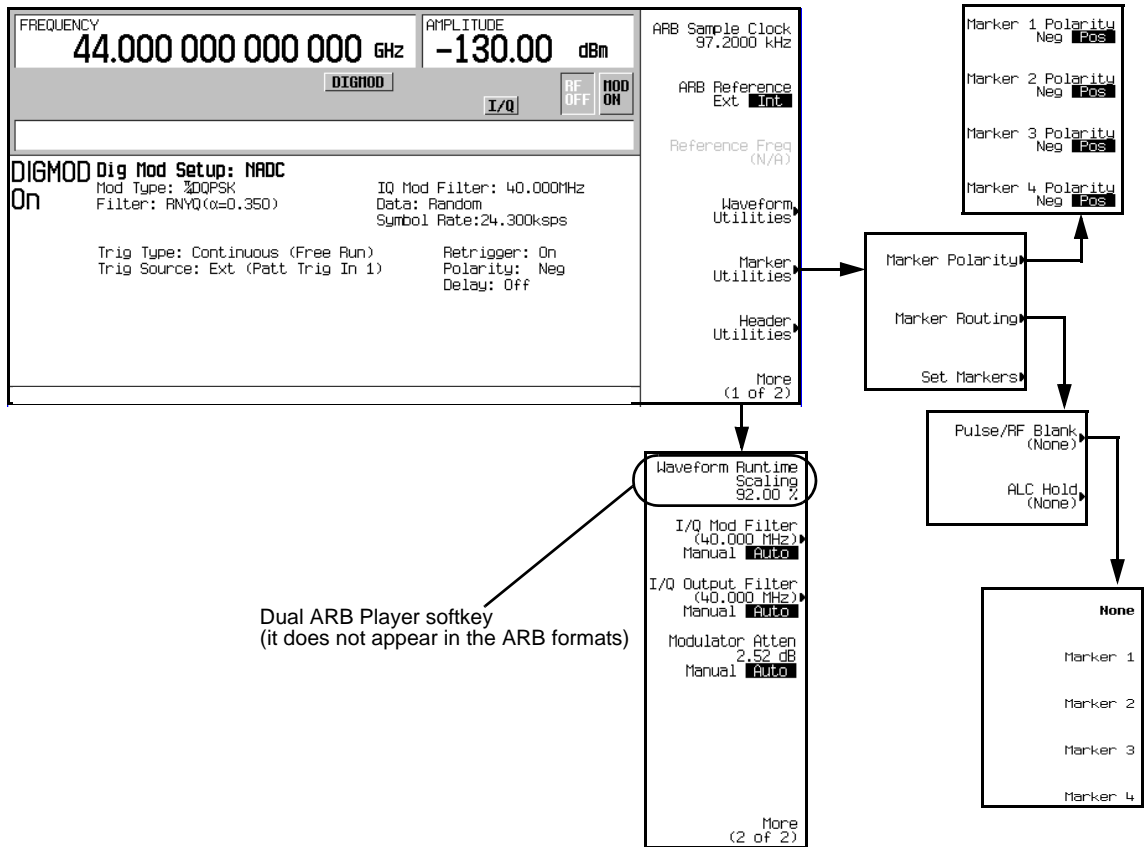 FREQUENCY
44.000 000 000 000 GHz
AMPLITUDE
-130.00 dBm
DIGMOD
I/Q
RF OFF
MOD ON
DIGMOD On
Dig Mod Setup: NADC
Mod Type: π/4DQPSK
Filter: RNYQ(α=0.350)
IQ Mod Filter: 40.000MHz
Data: Random
Symbol Rate:24.300ksps
Trig Type: Continuous (Free Run)
Trig Source: Ext (Patt Trig In 1)
Retrigger: On
Polarity: Neg
Delay: Off
ARB Sample Clock
97.2000 kHz
ARB Reference
Ext Int
Reference Freq
(N/A)
Waveform
Utilities
Marker
Utilities
Header
Utilities
More
(1 of 2)
Marker Polarity
Marker Routing
Set Markers
Marker 1 Polarity
Neg Pos
Marker 2 Polarity
Neg Pos
Marker 3 Polarity
Neg Pos
Marker 4 Polarity
Neg Pos
Pulse/RF Blank
(None)
ALC Hold
(None)
None
Marker 1
Marker 2
Marker 3
Marker 4
Waveform Runtime
Scaling
92.00 %
I/Q Mod Filter
(40.000 MHz)
Manual Auto
I/Q Output Filter
(40.000 MHz)
Manual Auto
Modulator Atten
2.52 dB
Manual Auto
More
(2 of 2)
Dual ARB Player softkey
(it does not appear in the ARB formats)